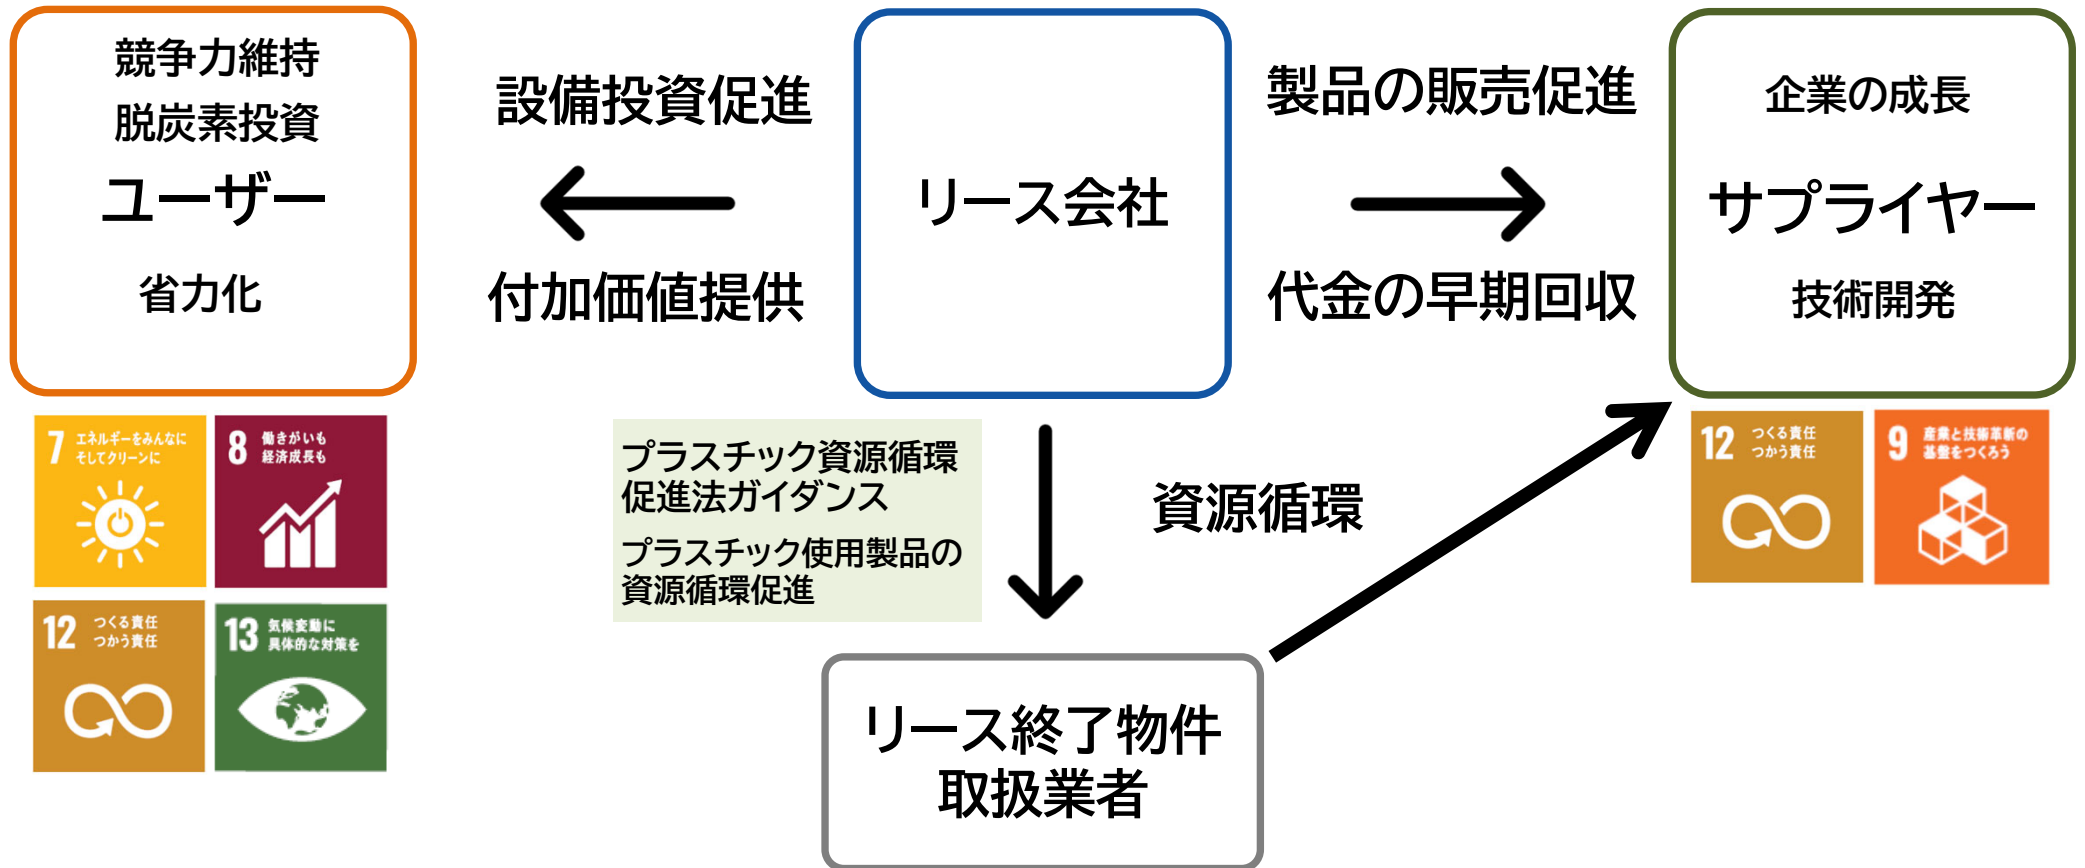 競争力維持
脱炭素投資
ユーザー
省力化
設備投資促進
付加価値提供
リース会社
製品の販売促進
代金の早期回収
企業の成長
サプライヤー
技術開発
7 エネルギーをみんなに
そしてクリーンに
8 働きがいも
経済成長も
12 つくる責任
つかう責任
13 気候変動に
具体的な対策を
プラスチック資源循環
促進法ガイダンス
プラスチック使用製品の
資源循環促進
資源循環
12 つくる責任
つかう責任
9 産業と技術革新の
基盤をつくろう
リース終了物件
取扱業者